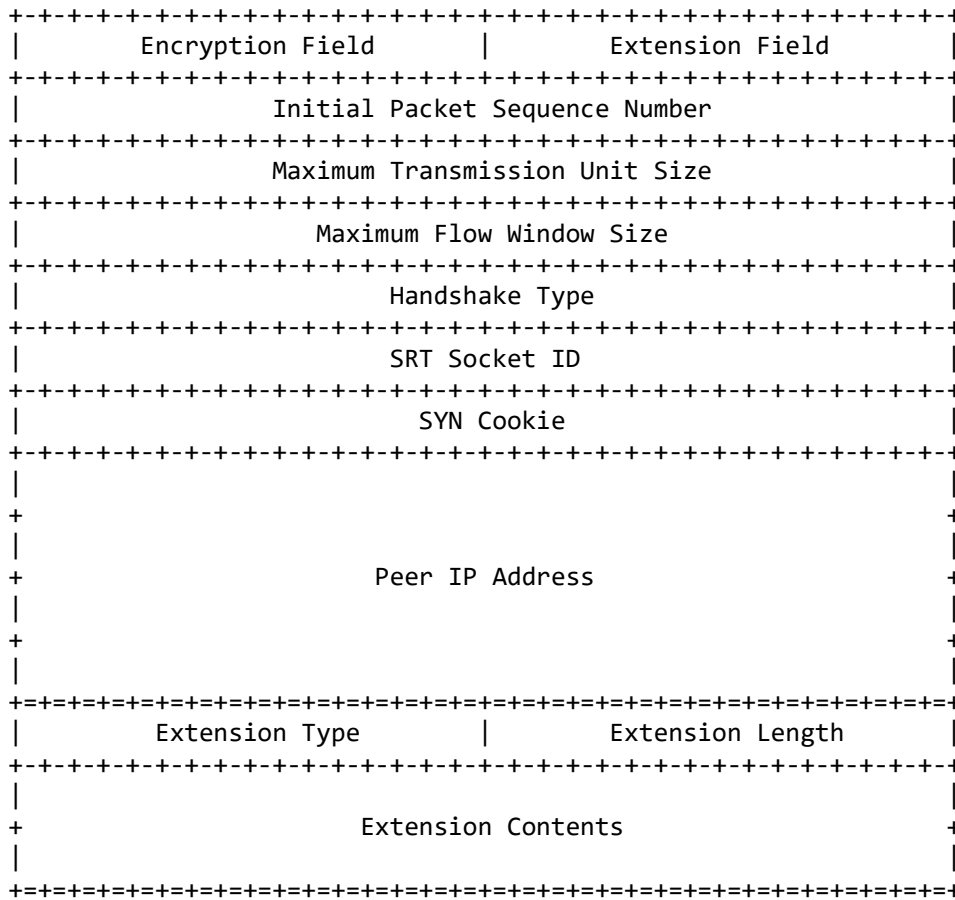 +-+-+-+-+-+-+-+-+-+-+-+-+-+-+-+-+-+-+-+-+-+-+-+-+-+-+-+-+-+-+-+-+
| Encryption Field | Extension Field |
+-+-+-+-+-+-+-+-+-+-+-+-+-+-+-+-+-+-+-+-+-+-+-+-+-+-+-+-+-+-+-+-+
| Initial Packet Sequence Number |
+-+-+-+-+-+-+-+-+-+-+-+-+-+-+-+-+-+-+-+-+-+-+-+-+-+-+-+-+-+-+-+-+
| Maximum Transmission Unit Size |
+-+-+-+-+-+-+-+-+-+-+-+-+-+-+-+-+-+-+-+-+-+-+-+-+-+-+-+-+-+-+-+-+
| Maximum Flow Window Size |
+-+-+-+-+-+-+-+-+-+-+-+-+-+-+-+-+-+-+-+-+-+-+-+-+-+-+-+-+-+-+-+-+
| Handshake Type |
+-+-+-+-+-+-+-+-+-+-+-+-+-+-+-+-+-+-+-+-+-+-+-+-+-+-+-+-+-+-+-+-+
| SRT Socket ID |
+-+-+-+-+-+-+-+-+-+-+-+-+-+-+-+-+-+-+-+-+-+-+-+-+-+-+-+-+-+-+-+-+
| SYN Cookie |
+-+-+-+-+-+-+-+-+-+-+-+-+-+-+-+-+-+-+-+-+-+-+-+-+-+-+-+-+-+-+-+-+
| |
+ +
| |
+ Peer IP Address +
| |
+ +
| |
+=+=+=+=+=+=+=+=+=+=+=+=+=+=+=+=+=+=+=+=+=+=+=+=+=+=+=+=+=+=+=+=+
| Extension Type | Extension Length |
+-+-+-+-+-+-+-+-+-+-+-+-+-+-+-+-+-+-+-+-+-+-+-+-+-+-+-+-+-+-+-+-+
| |
+ Extension Contents +
| |
+=+=+=+=+=+=+=+=+=+=+=+=+=+=+=+=+=+=+=+=+=+=+=+=+=+=+=+=+=+=+=+=+